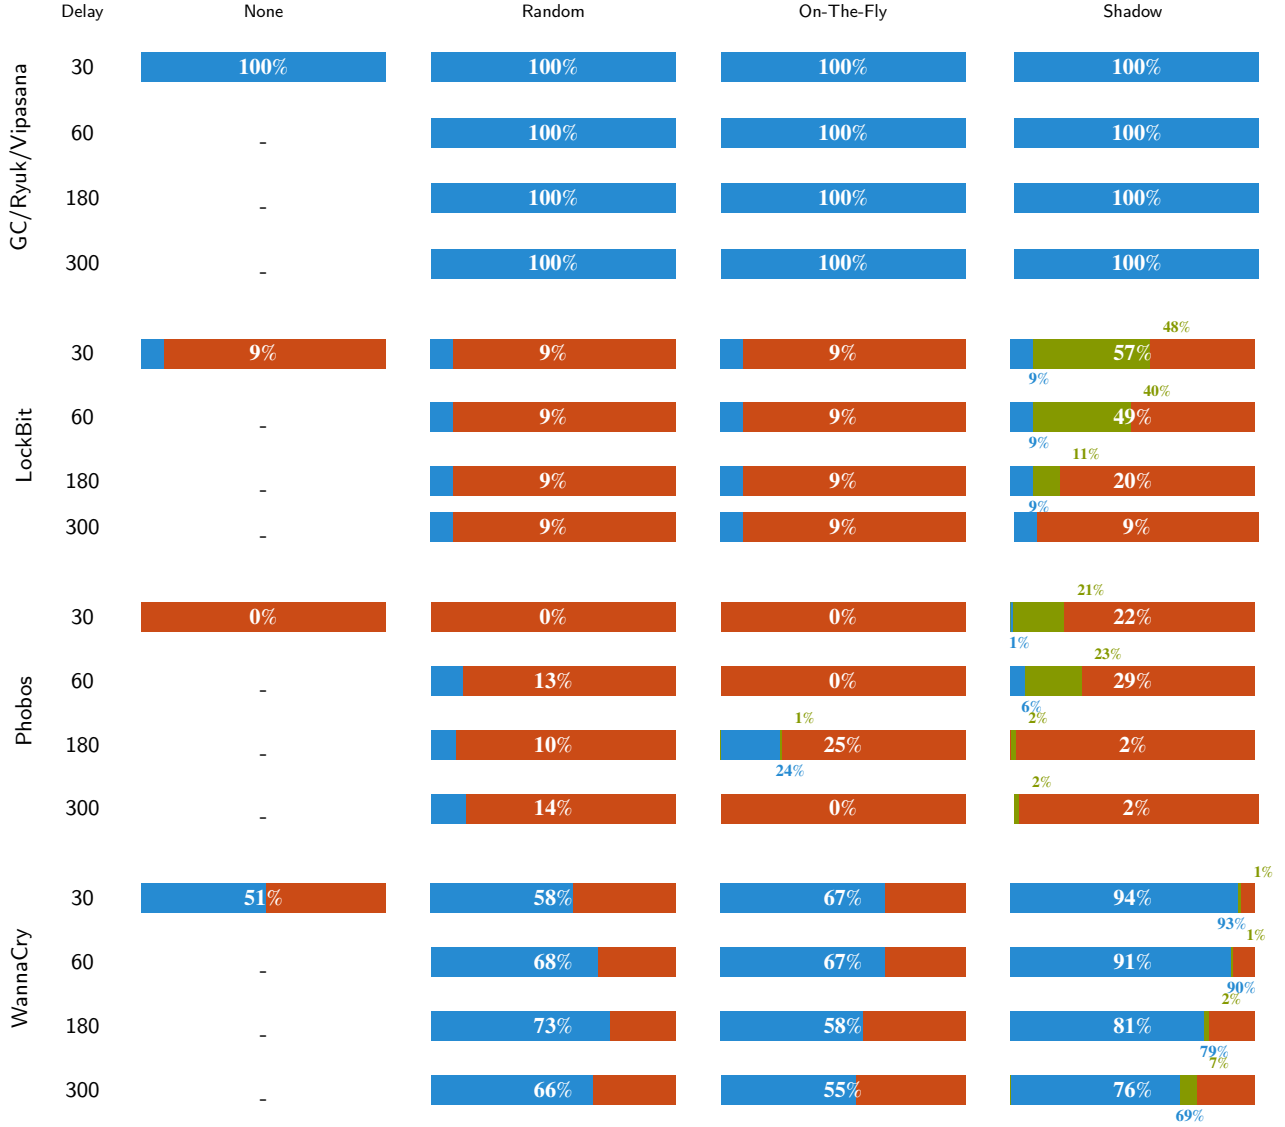 Delay None Random On-The-Fly Shadow
GC/Ryuk/Vipasana
30 100% 100% 100% 100%
60 - 100% 100% 100%
180 - 100% 100% 100%
300 - 100% 100% 100%
LockBit
48%
30 9% 9% 9% 57%
9%
40%
60 - 9% 9% 49%
9%
11%
180 - 9% 9% 20%
9%
300 - 9% 9% 9%
Phobos
21%
30 0% 0% 0% 22%
1%
23%
60 - 13% 0% 29%
6%
1% 2%
180 - 10% 25% 2%
24%
2%
300 - 14% 0% 2%
WannaCry
1%
30 51% 58% 67% 94%
93%
1%
60 - 68% 67% 91%
90%
2%
180 - 73% 58% 81%
79%
7%
300 - 66% 55% 76%
69%